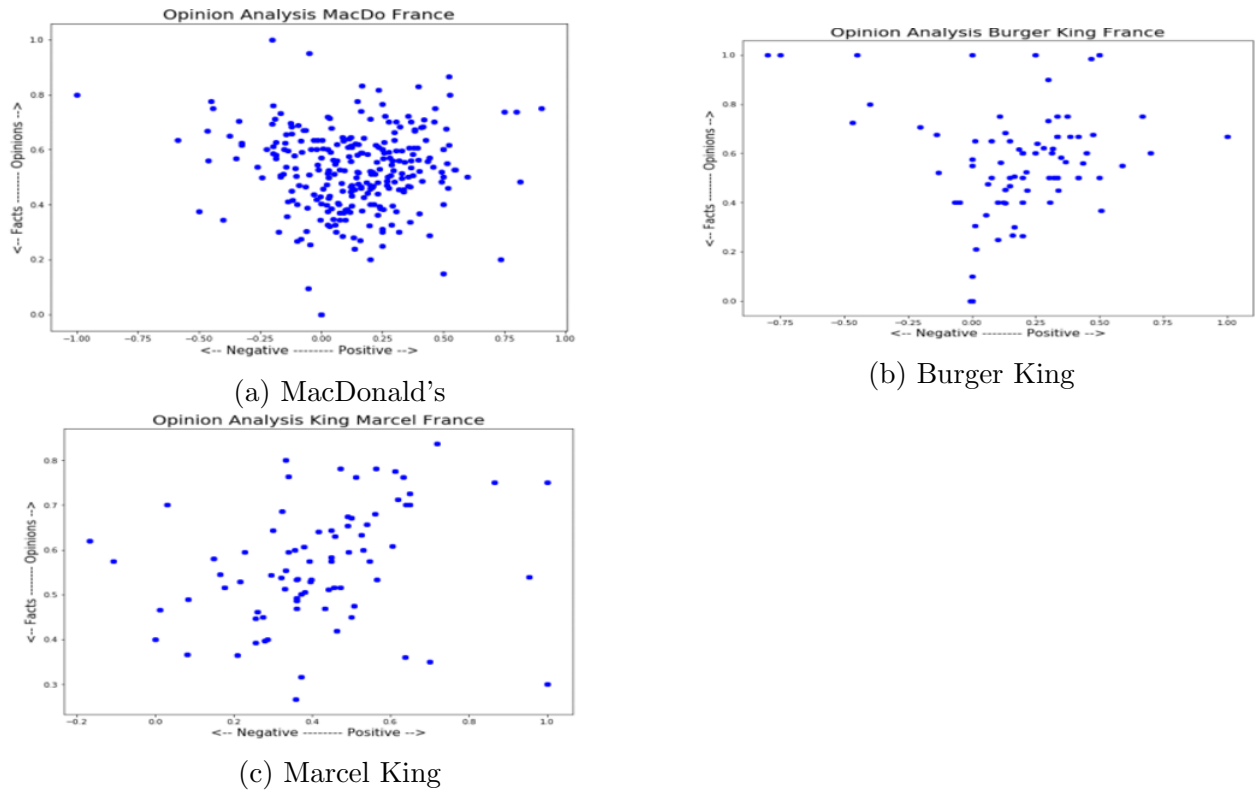 Opinion Analysis MacDo France
<-- Facts -------- Opinions -->
1.0
0.8
0.6
0.4
0.2
0.0
−1.00 −0.75 −0.50 −0.25 0.00 0.25 0.50 0.75 1.00
<-- Negative -------- Positive -->
(a) MacDonald's
Opinion Analysis Burger King France
<-- Facts -------- Opinions -->
1.0
0.8
0.6
0.4
0.2
0.0
−0.75 −0.50 −0.25 0.00 0.25 0.50 0.75 1.00
<-- Negative -------- Positive -->
(b) Burger King
Opinion Analysis King Marcel France
<-- Facts -------- Opinions -->
0.8
0.7
0.6
0.5
0.4
0.3
−0.2 0.0 0.2 0.4 0.6 0.8 1.0
<-- Negative -------- Positive -->
(c) Marcel King